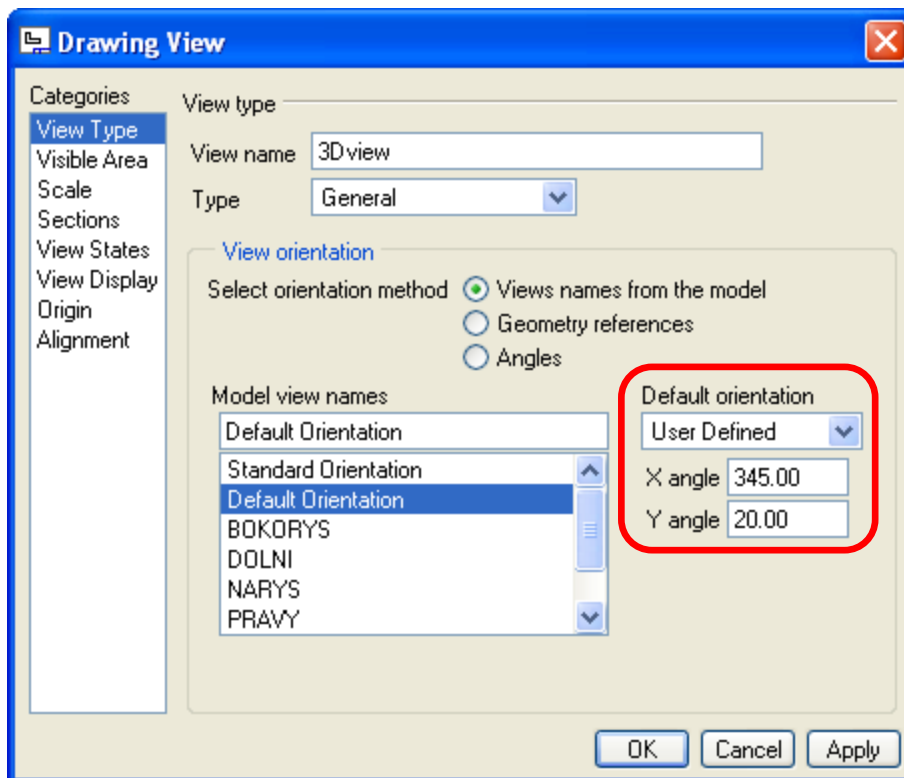 Drawing View
Categories
View Type
Visible Area
Scale
Sections
View States
View Display
Origin
Alignment
View type
View name 3Dview
Type General
View orientation
Select orientation method Views names from the model
Geometry references
Angles
Model view names
Default Orientation
Standard Orientation
Default Orientation
BOKORYS
DOLNI
NARYS
PRAVY
Default orientation
User Defined
X angle 345.00
Y angle 20.00
OK Cancel Apply